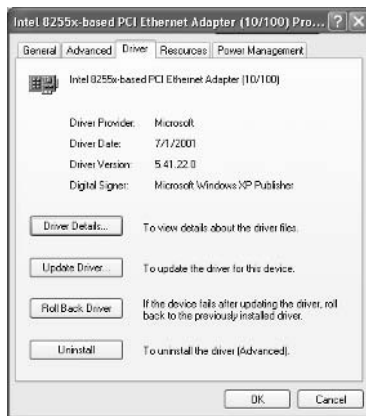 Intel 8255x-based PCI Ethernet Adapter (10/100) Pro... ? X
General Advanced Driver Resources Power Management
Intel 8255x-based PCI Ethernet Adapter (10/100)
Driver Provider: Microsoft
Driver Date: 7/1/2001
Driver Version: 5.41.22.0
Digital Signer: Microsoft Windows XP Publisher
Driver Details... To view details about the driver files.
Update Driver... To update the driver for this device.
Roll Back Driver If the device fails after updating the driver, roll
back to the previously installed driver.
Uninstall To uninstall the driver (Advanced).
OK Cancel